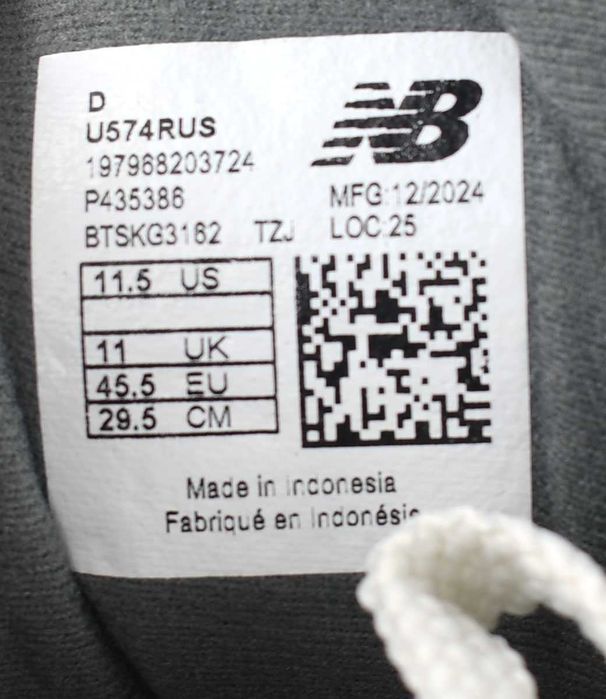 D
U574RUS
197968203724
P435386
MFG:12/2024
BTSKG3162 TZJ LOC:25
11.5 US
11 UK
45.5 EU
29.5 CM
Made in Indonesia
Fabriqué en Indonésie
NB